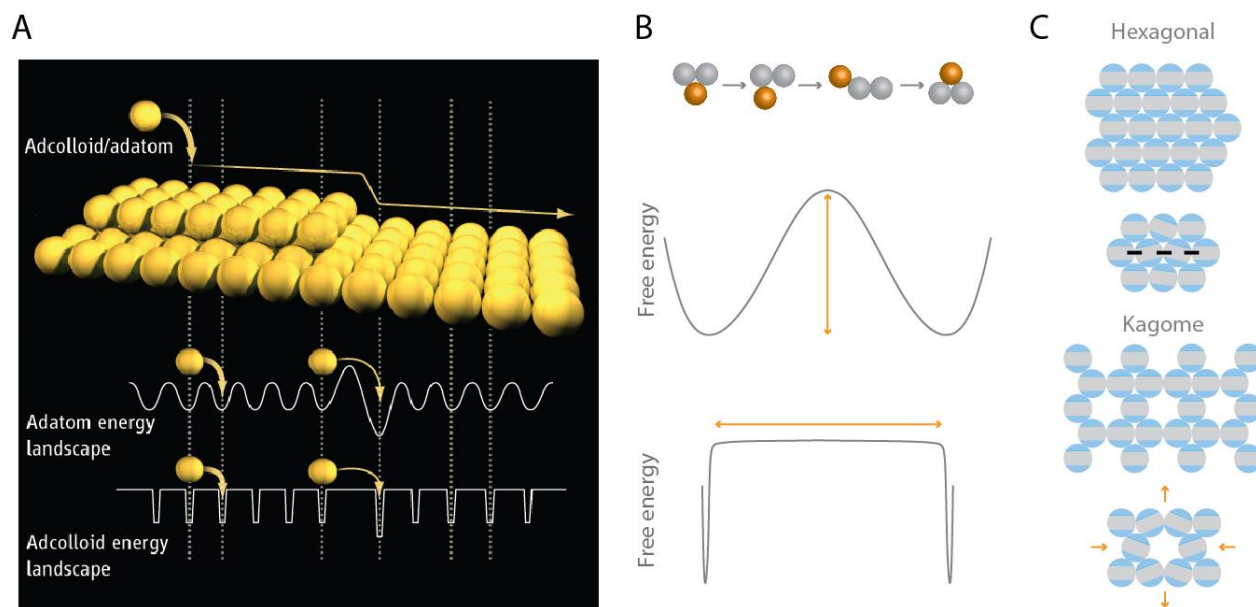 A
Adcolloid/adatom
Adatom energy
landscape
Adcolloid energy
landscape
B
Free energy
Free energy
C
Hexagonal
Kagome